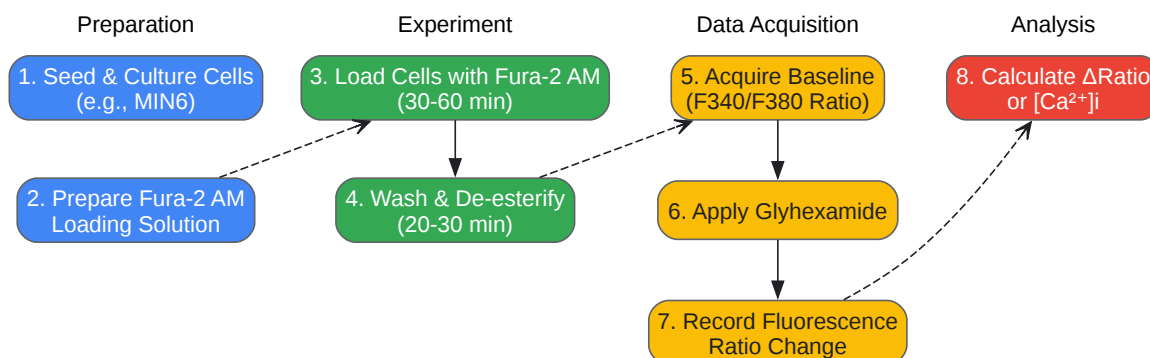 Preparation
Experiment
Data Acquisition
Analysis
1. Seed & Culture Cells
(e.g., MIN6)
2. Prepare Fura-2 AM
Loading Solution
3. Load Cells with Fura-2 AM
(30-60 min)
4. Wash & De-esterify
(20-30 min)
5. Acquire Baseline
(F340/F380 Ratio)
6. Apply Glyhexamide
7. Record Fluorescence
Ratio Change
8. Calculate ΔRatio
or [Ca²⁺]i